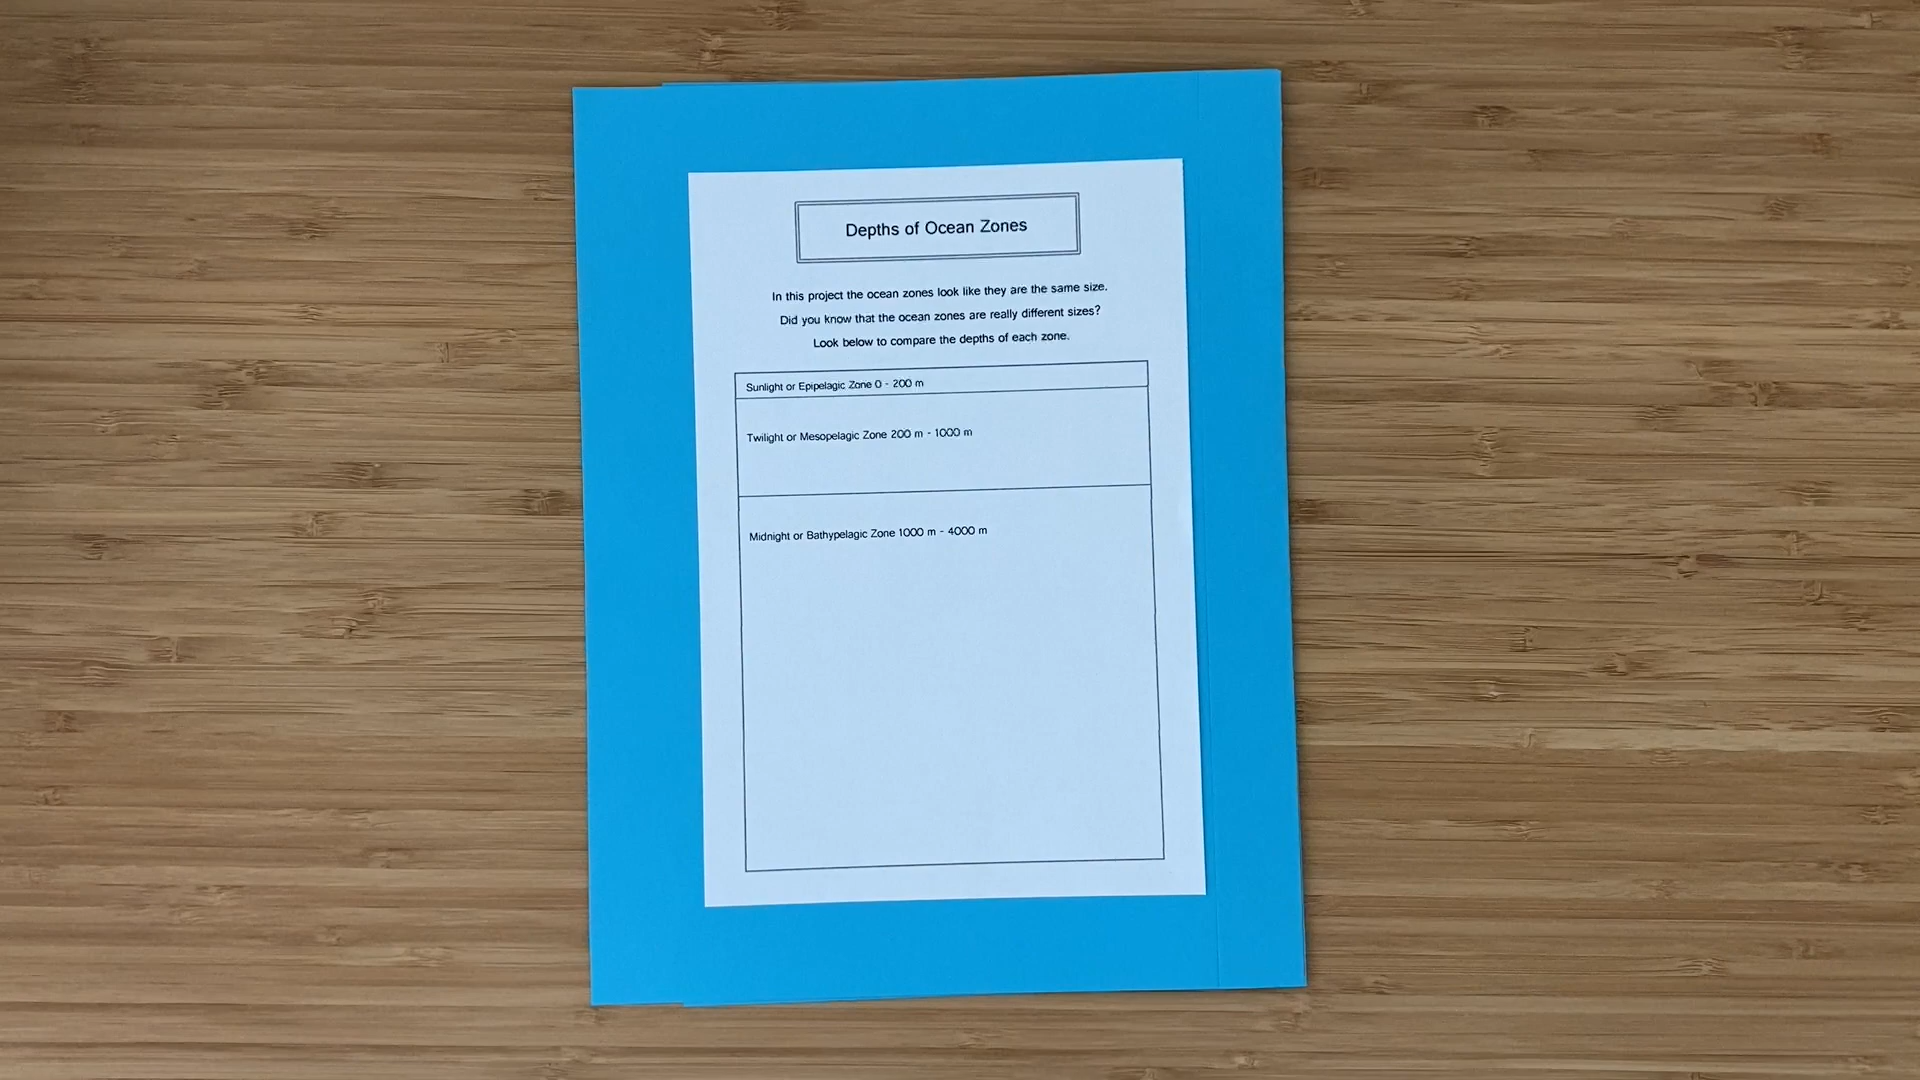 Depths of Ocean Zones
In this project the ocean zones look like they are the same size.
Did you know that the ocean zones are really different sizes?
Look below to compare the depths of each zone.
Sunlight or Epipelagic Zone 0 - 200 m
Twilight or Mesopelagic Zone 200 m - 1000 m
Midnight or Bathypelagic Zone 1000 m - 4000 m